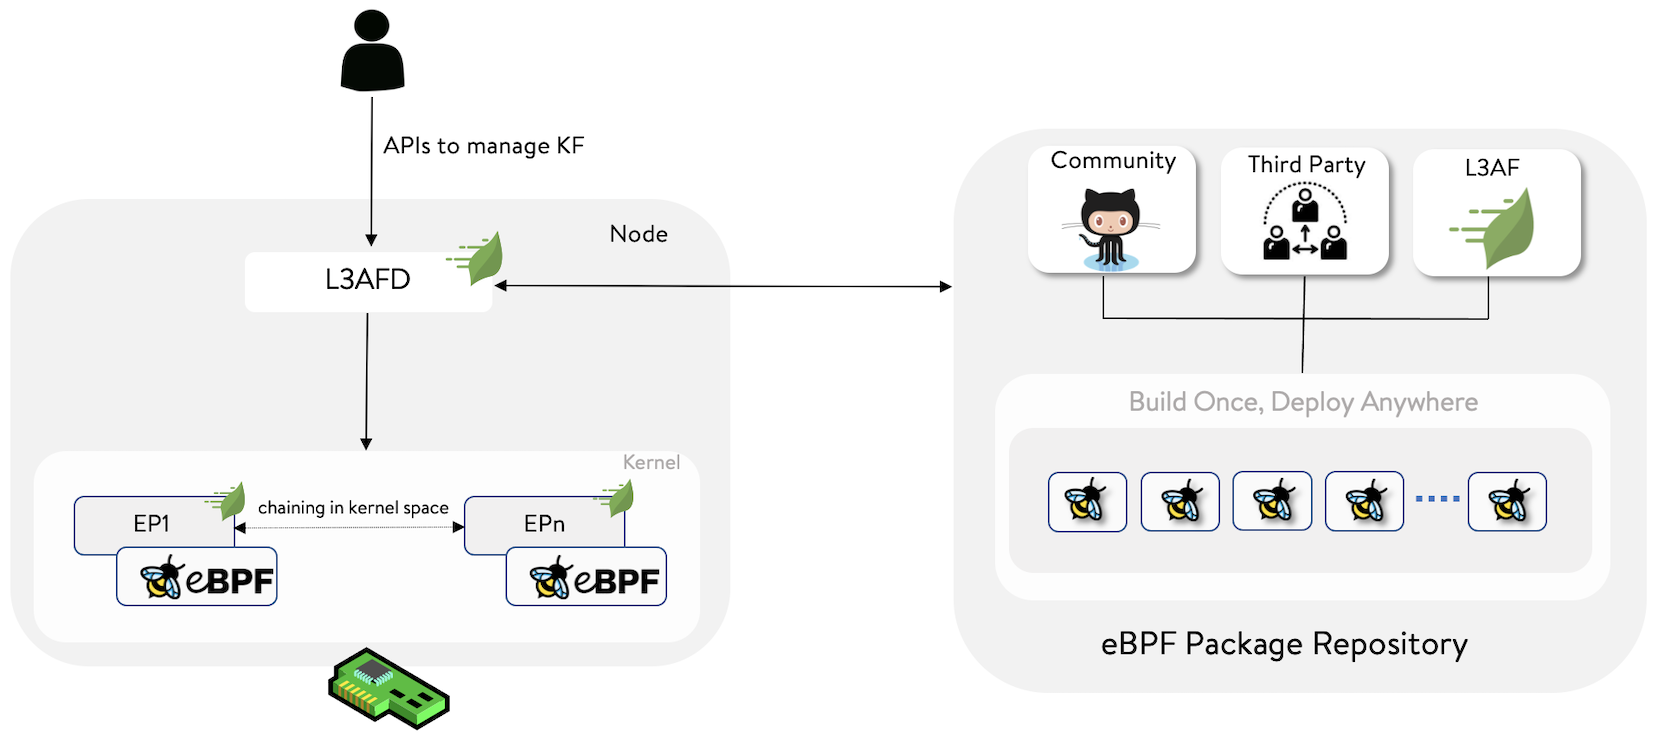 APIs to manage KF
Node
L3AFD
Kernel
EP1
chaining in kernel space
EPn
eBPF
eBPF
Community
Third Party
L3AF
Build Once, Deploy Anywhere
eBPF Package Repository